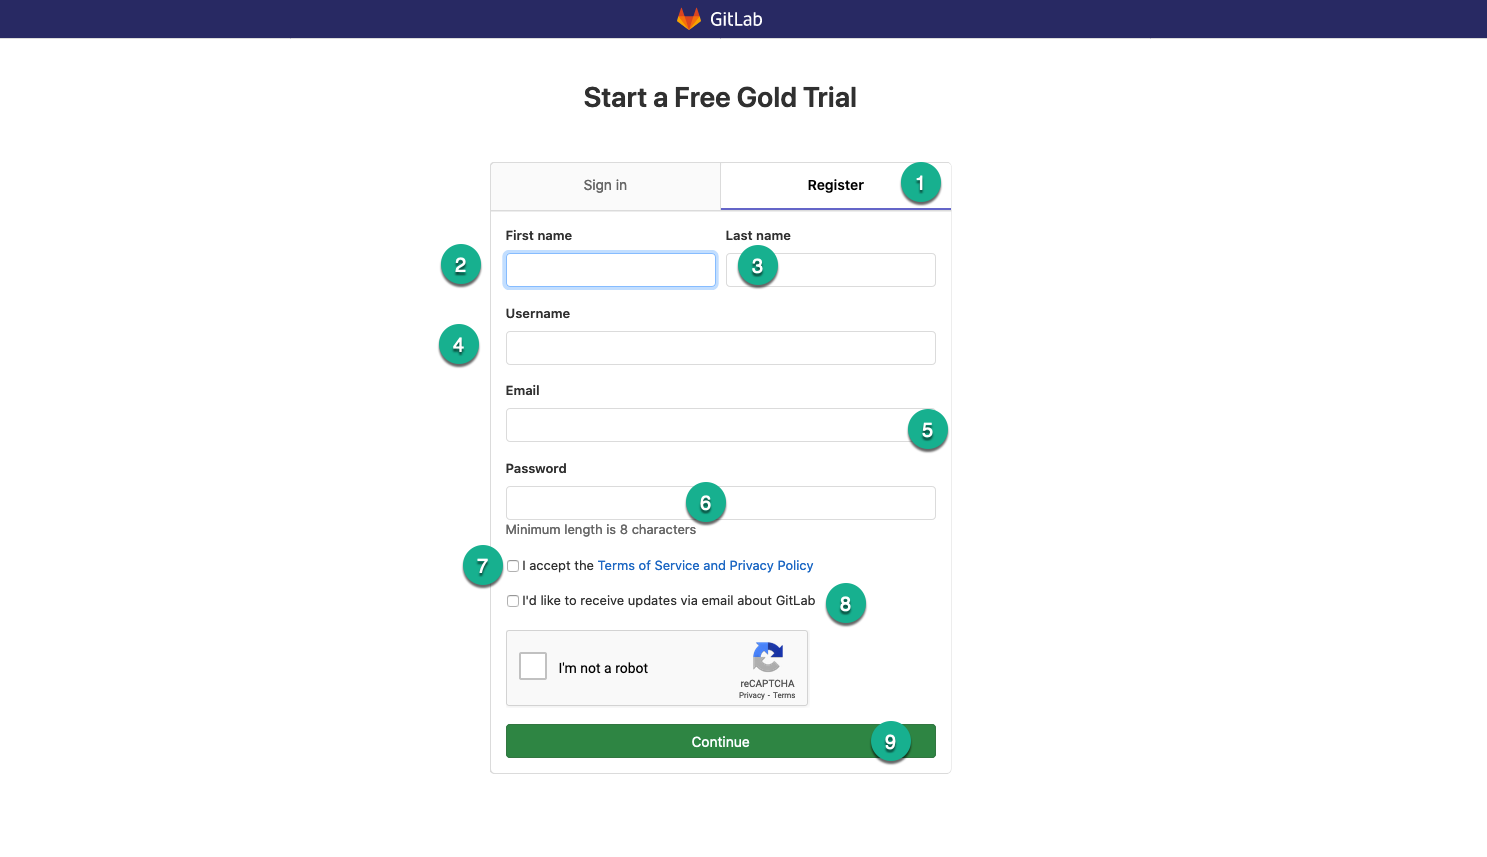 GitLab
Start a Free Gold Trial
Sign in
Register
1
First name
Last name
2
3
Username
4
Email
5
Password
6
Minimum length is 8 characters
7
I accept the Terms of Service and Privacy Policy
I'd like to receive updates via email about GitLab
8
I'm not a robot
reCAPTCHA
Privacy - Terms
Continue
9